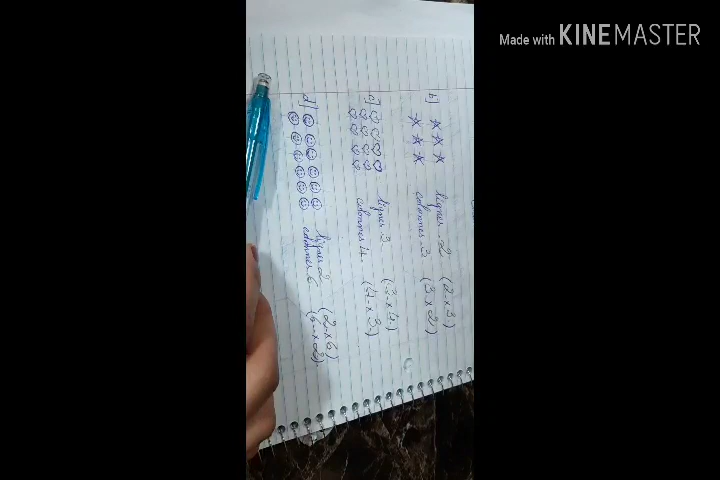 Made with KINEMASTER
b) lignes. 2 (2 x 3)
colonnes. 3 (3 x 2)
c) lignes 3 (3 x 4)
colonnes 4. (4 x 3)
d) lignes 2 (2 x 6)
colonnes 6 (6 x 2)